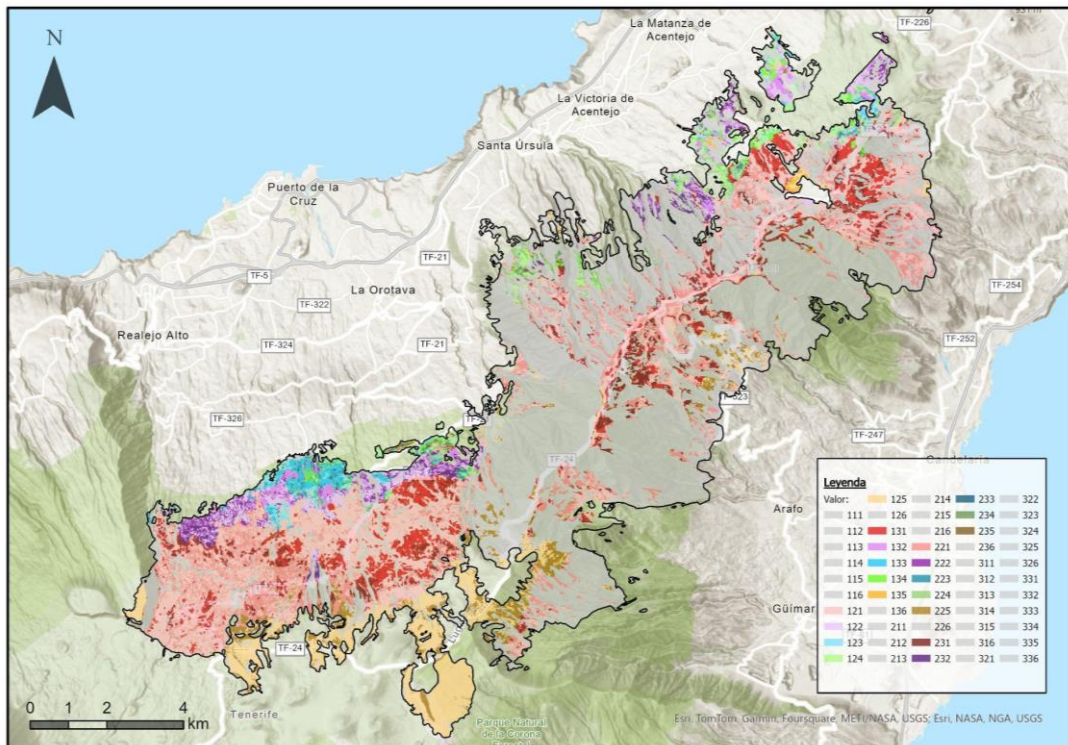 931 m
La Matanza de
Acentejo
TF-226
N
La Victoria de
Acentejo
Santa Úrsula
Puerto de la
Cruz
TF-21
TF-5
TF-254
La Orotava
TF-322
Realejo Alto
TF-324
TF-21
TF-252
TF-326
TF-523
TF-247
TF-24
Candelaria
Arafo
Güímar
TF-24
0 1 2 4
km
Tenerife
Parque Natural
de la Corona
Forestal
Leyenda
Valor:
111
112
113
114
115
116
121
122
123
124
125
126
131
132
133
134
135
136
211
212
213
214
215
216
221
222
223
224
225
226
231
232
233
234
235
236
311
312
313
314
315
316
321
322
323
324
325
326
331
332
333
334
335
336
Esri, TomTom, Garmin, Foursquare, METI/NASA, USGS; Esri, NASA, NGA, USGS